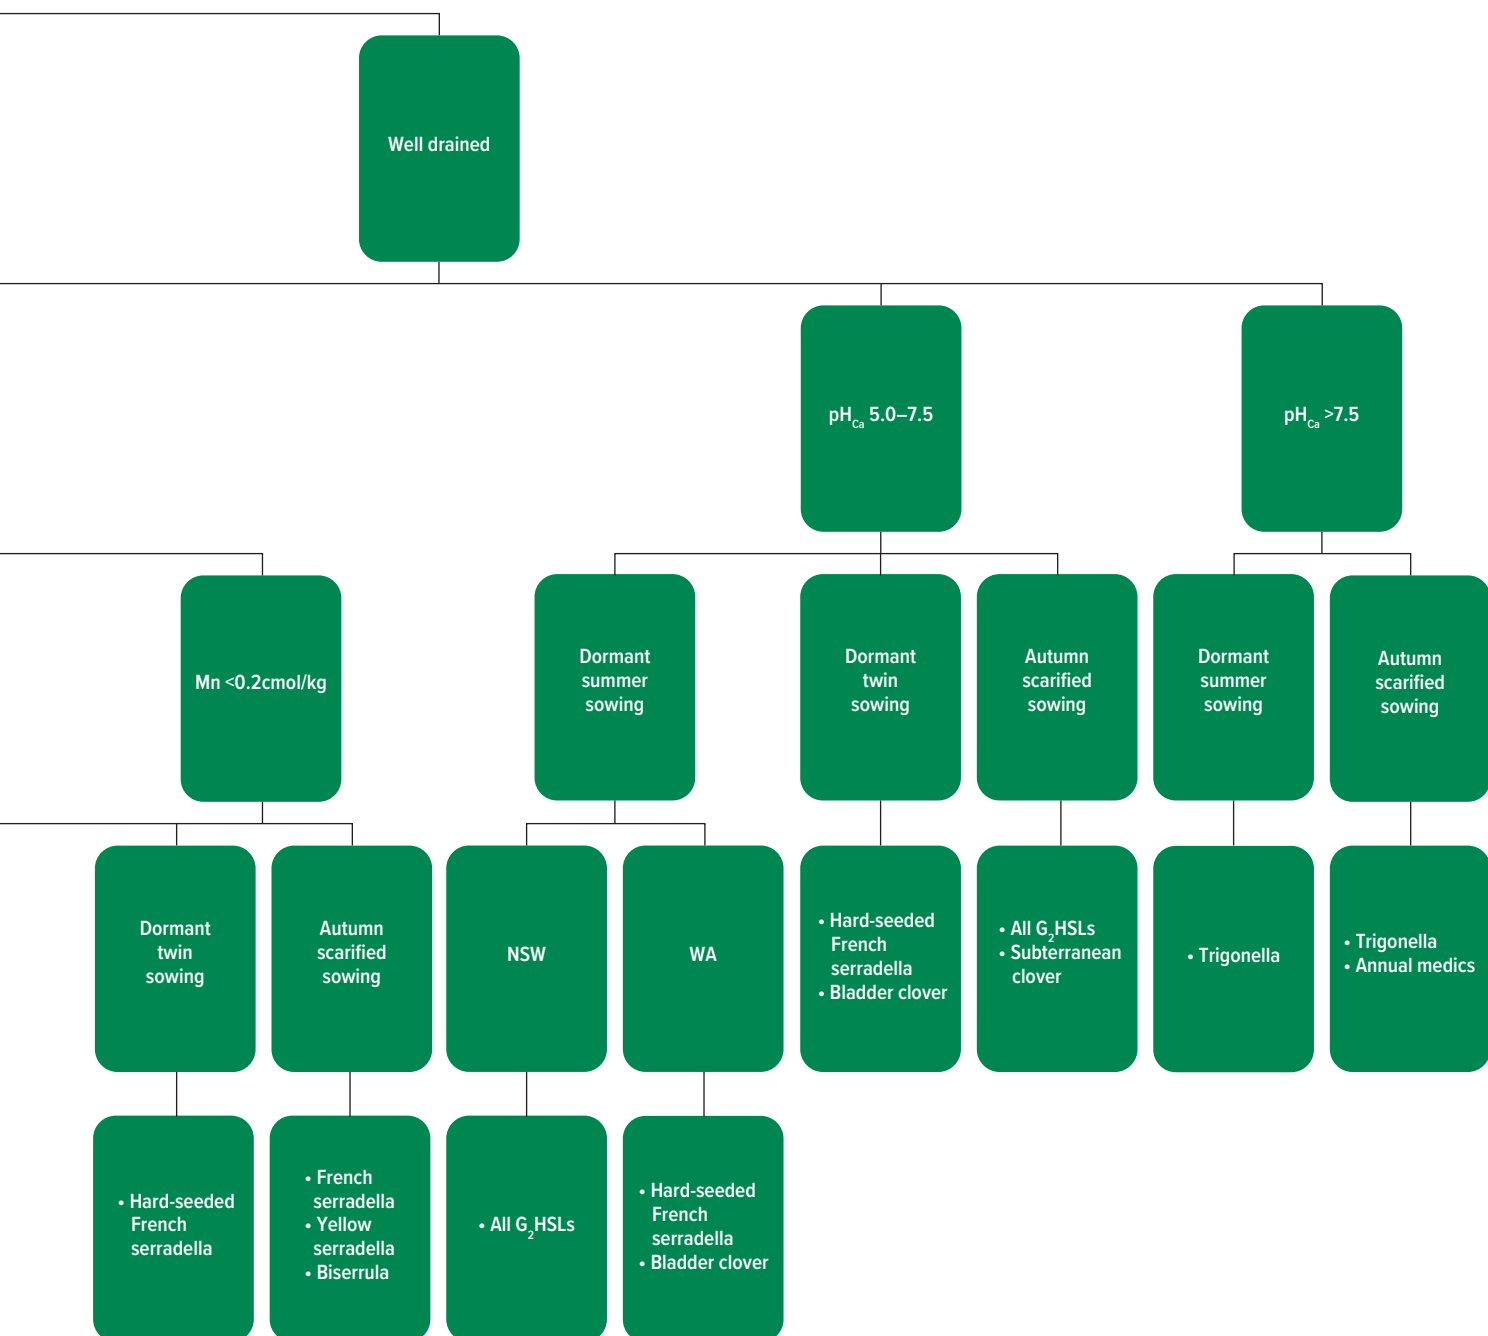 Well drained
pHCa 5.0–7.5
pHCa >7.5
Mn <0.2cmol/kg
Dormant
summer
sowing
Dormant
twin
sowing
Autumn
scarified
sowing
Dormant
summer
sowing
Autumn
scarified
sowing
Dormant
twin
sowing
Autumn
scarified
sowing
NSW
WA
• Hard-seeded
French
serradella
• Bladder clover
• All G2HSLs
• Subterranean
clover
• Trigonella
• Trigonella
• Annual medics
• Hard-seeded
French
serradella
• French
serradella
• Yellow
serradella
• Biserrula
• All G2HSLs
• Hard-seeded
French
serradella
• Bladder clover